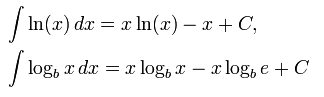 ∫ ln(x) dx = x ln(x) − x + C,
∫ log_b x dx = x log_b x − x log_b e + C